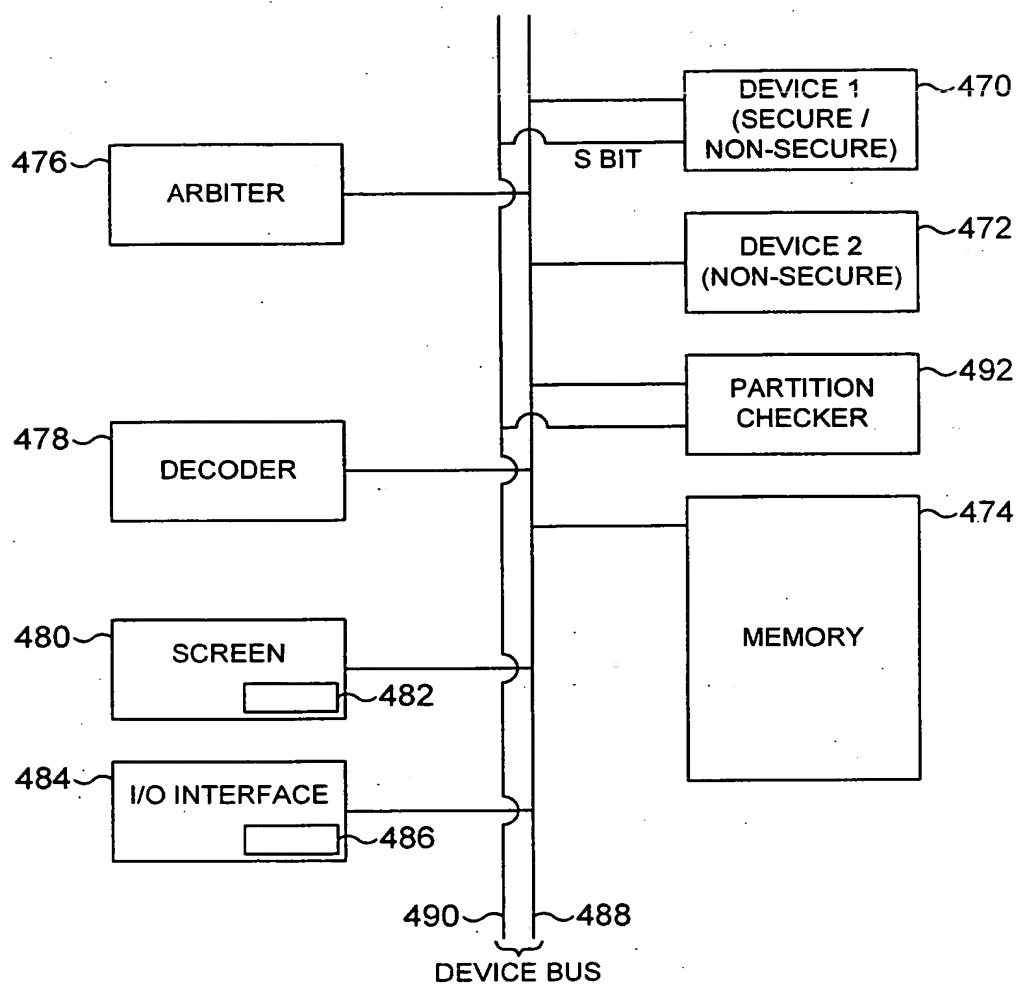 DEVICE 1
(SECURE /
NON-SECURE)
470
S BIT
476
ARBITER
DEVICE 2
(NON-SECURE)
472
PARTITION
CHECKER
492
478
DECODER
474
MEMORY
480
SCREEN
482
484
I/O INTERFACE
486
490
488
DEVICE BUS